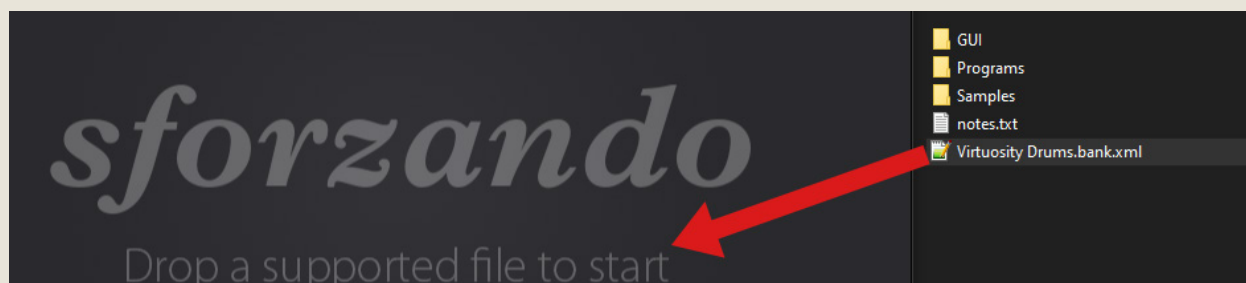 sforzando
Drop a supported file to start
GUI
Programs
Samples
notes.txt
Virtuosity Drums.bank.xml